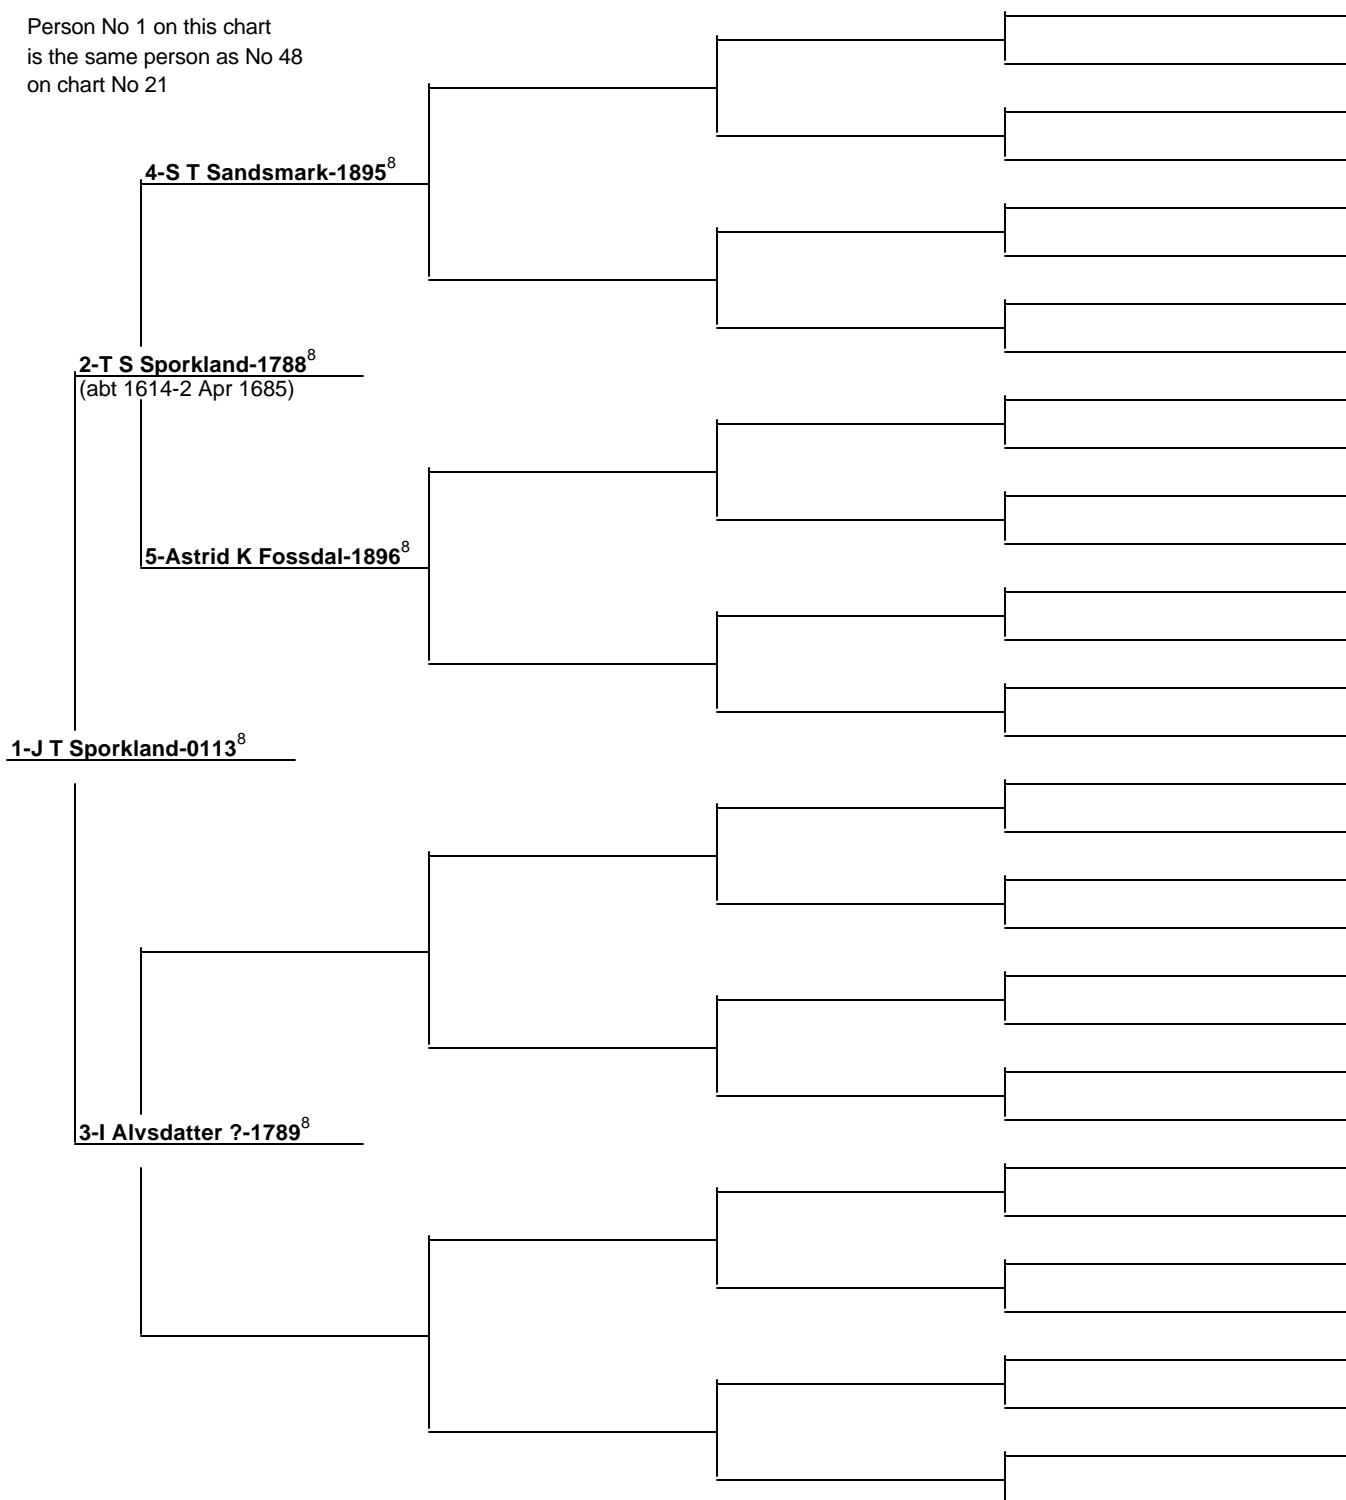 Person No 1 on this chart
is the same person as No 48
on chart No 21
4-S T Sandsmark-1895⁸
2-T S Sporkland-1788⁸
(abt 1614-2 Apr 1685)
5-Astrid K Fossdal-1896⁸
1-J T Sporkland-0113⁸
3-I Alvsdatter ?-1789⁸